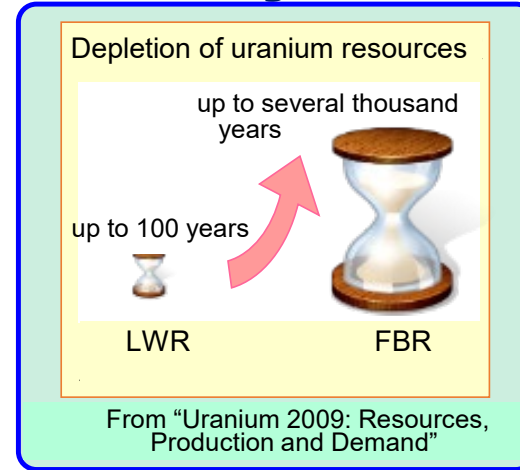 Depletion of uranium resources
up to several thousand
years
up to 100 years
LWR
FBR
From “Uranium 2009: Resources,
Production and Demand”